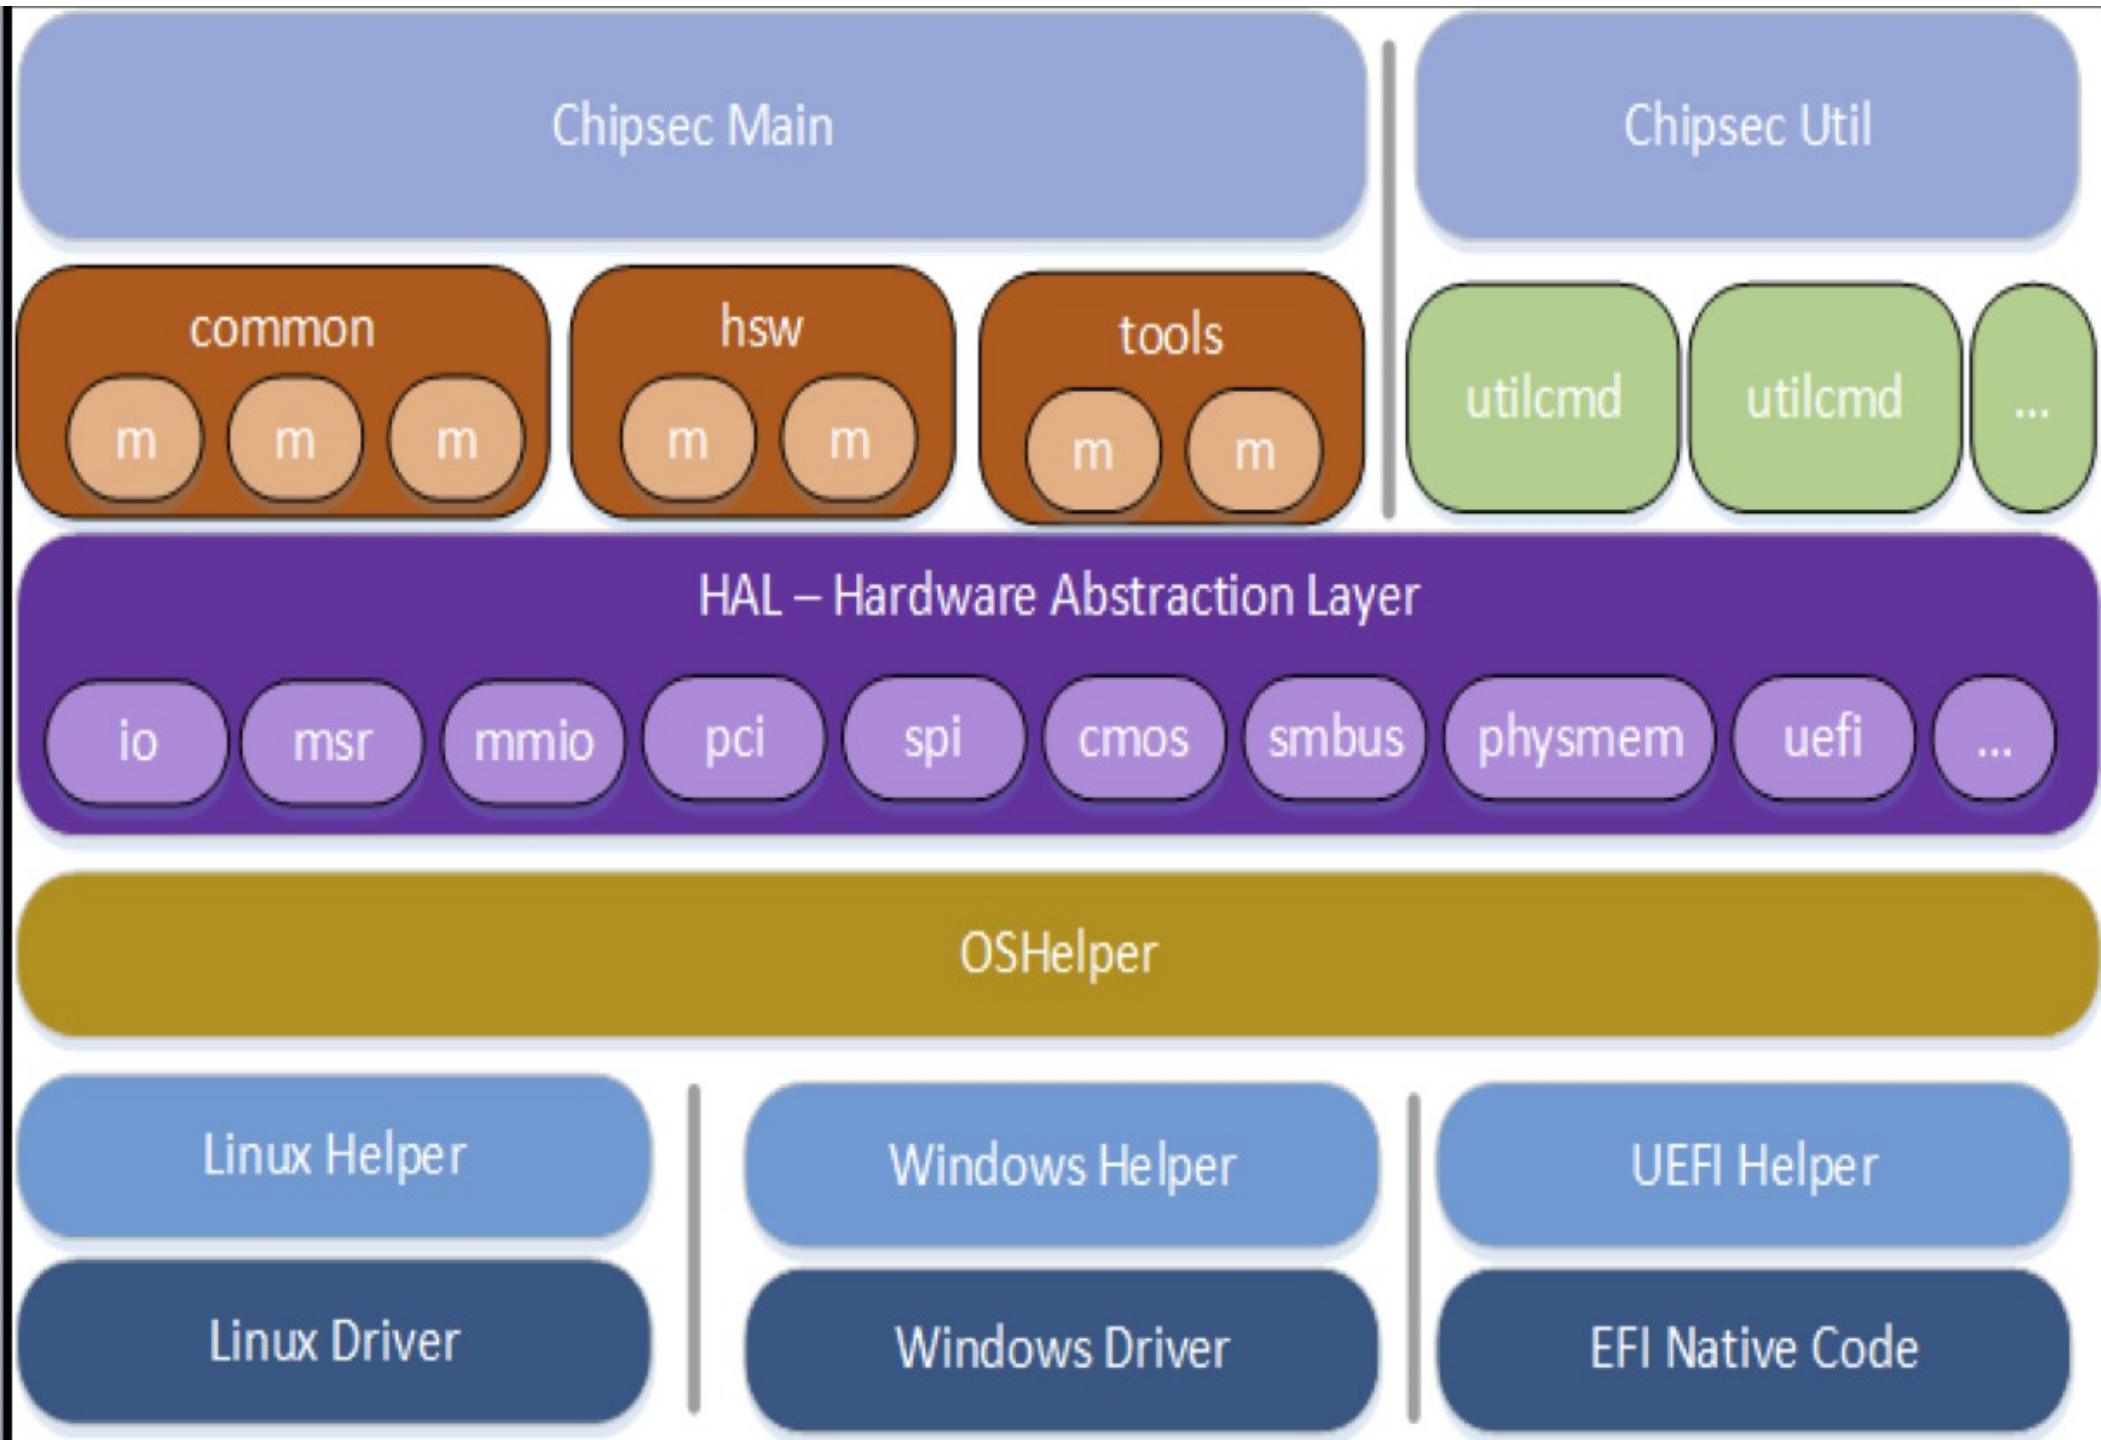 Chipsec Main
Chipsec Util
common
m m m
hsw
m m
tools
m m
utilcmd
utilcmd
...
HAL – Hardware Abstraction Layer
io msr mmio pci spi cmos smbus physmem uefi ...
OSHelper
Linux Helper
Windows Helper
UEFI Helper
Linux Driver
Windows Driver
EFI Native Code